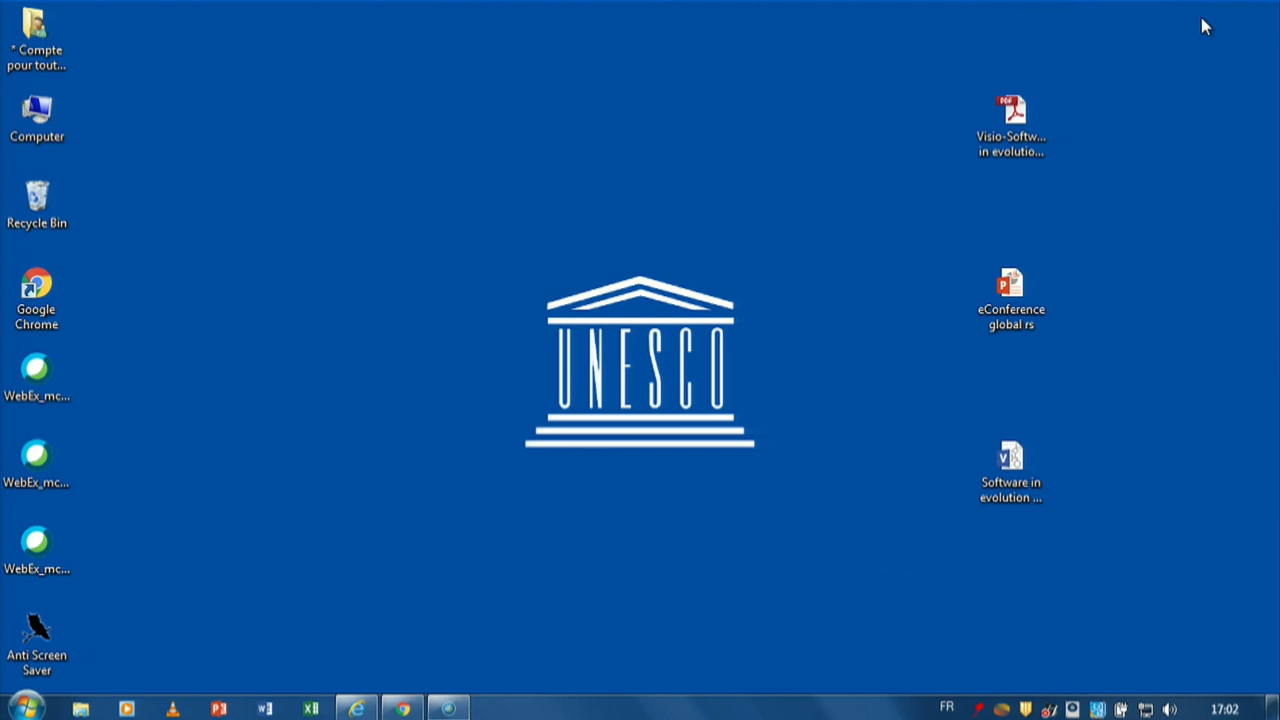 * Compte
pour tout...
Computer
Recycle Bin
Google
Chrome
WebEx_mc...
WebEx_mc...
WebEx_mc...
Anti Screen
Saver
UNESCO
PDF
Visio-Softw...
in evolutio...
P
eConference
global rs
V
Software in
evolution ...
FR
17:02